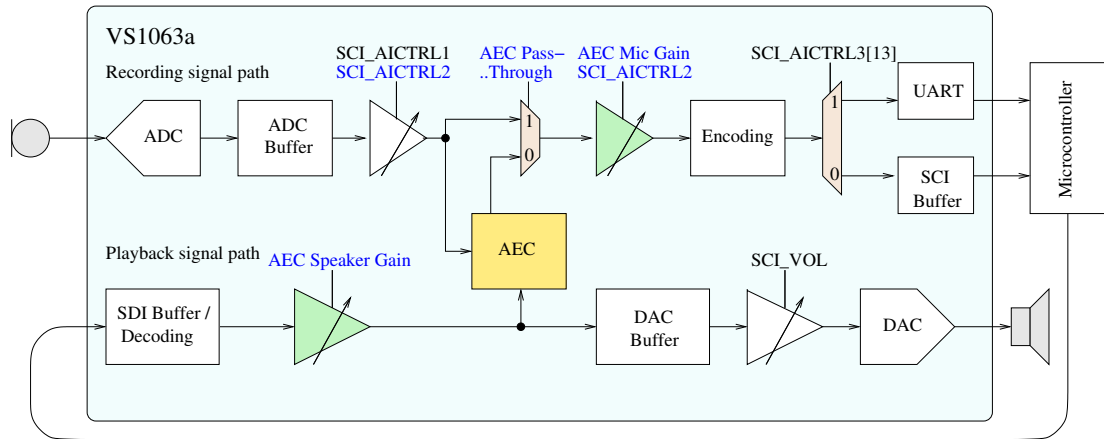 VS1063a
Recording signal path
SCI_AICTRL1
SCI_AICTRL2
AEC Pass−
..Through
AEC Mic Gain
SCI_AICTRL2
SCI_AICTRL3[13]
ADC
ADC
Buffer
1
0
Encoding
1
0
UART
SCI
Buffer
Microcontroller
AEC
Playback signal path
AEC Speaker Gain
SCI_VOL
SDI Buffer /
Decoding
DAC
Buffer
DAC